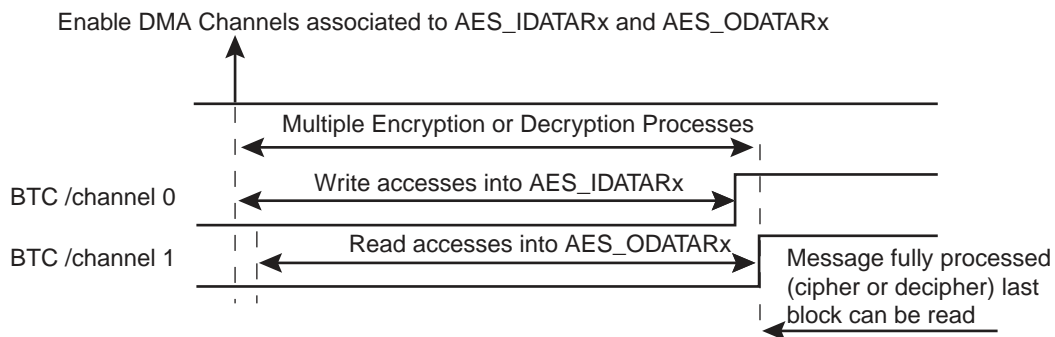 Enable DMA Channels associated to AES_IDATARx and AES_ODATARx
Multiple Encryption or Decryption Processes
BTC /channel 0
Write accesses into AES_IDATARx
BTC /channel 1
Read accesses into AES_ODATARx
Message fully processed
(cipher or decipher) last
block can be read